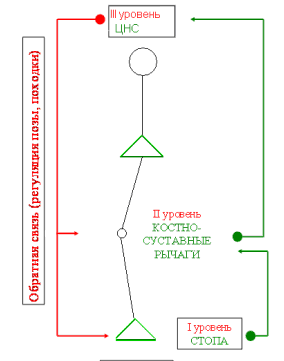 III уровень
ЦНС
Обратная связь (регуляция позы, походки)
II уровень
КОСТНО-
СУСТАВНЫЕ
РЫЧАГИ
I уровень
СТОПА